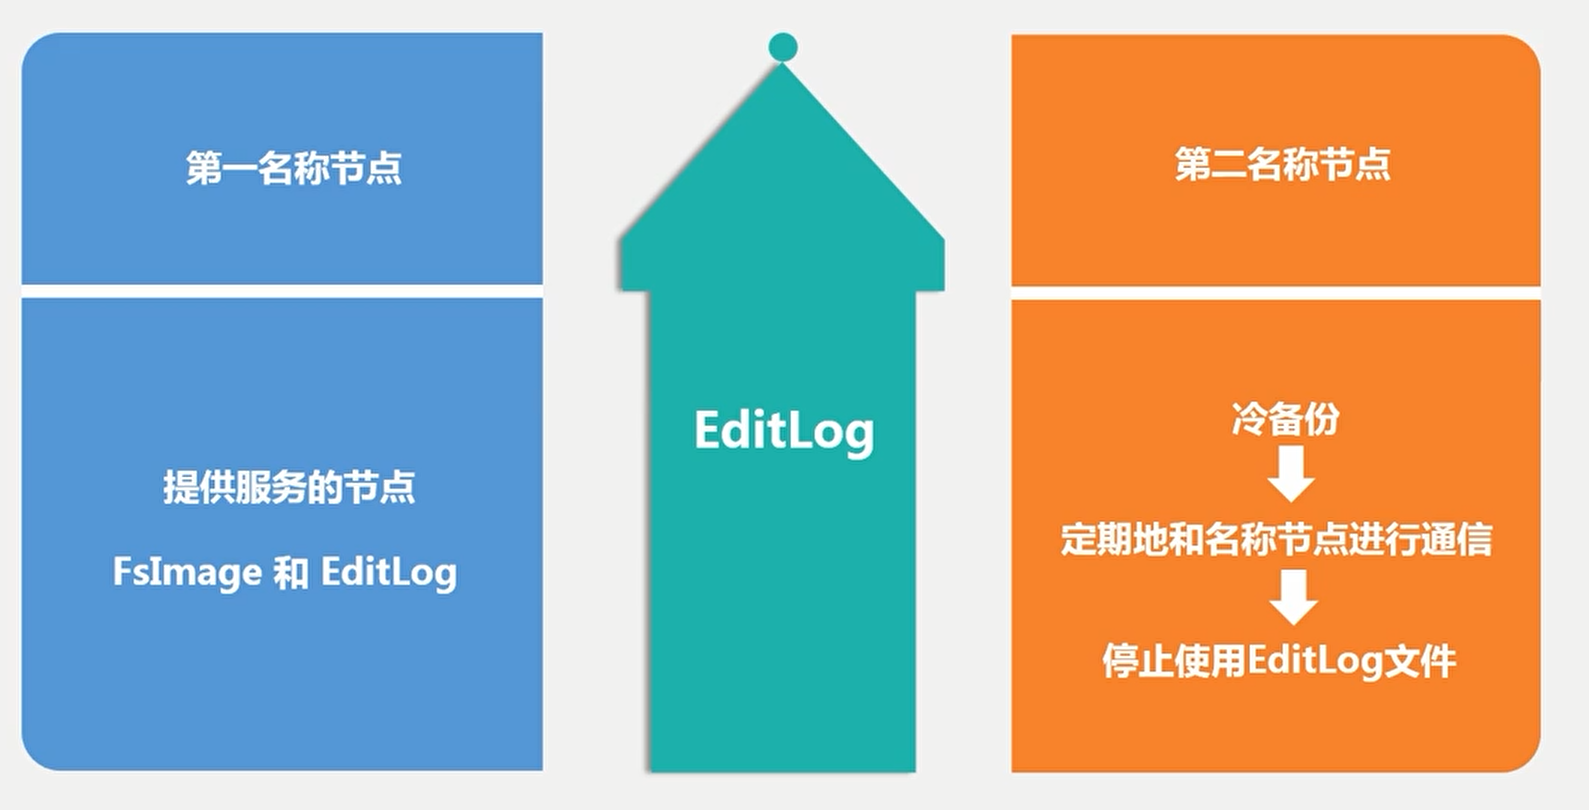 第一名称节点
提供服务的节点
FsImage 和 EditLog
EditLog
第二名称节点
冷备份
定期地和名称节点进行通信
停止使用EditLog文件